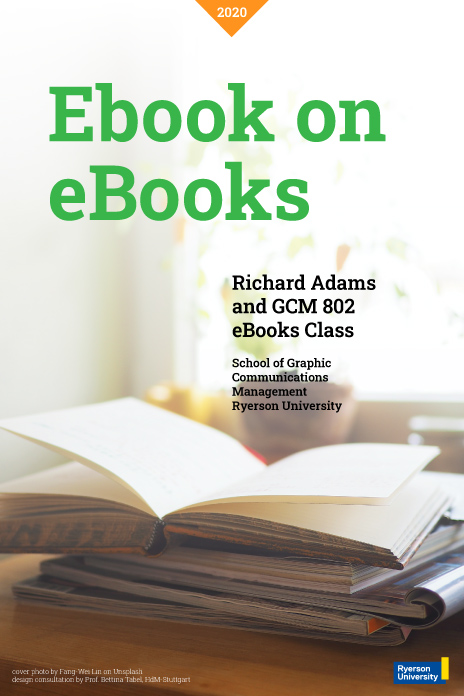 2020
Ebook on
eBooks
Richard Adams
and GCM 802
eBooks Class
School of Graphic
Communications
Management
Ryerson University
cover photo by Fang-Wei Lin on Unsplash
design consultation by Prof. Bettina Tabel, HdM-Stuttgart
Ryerson
University